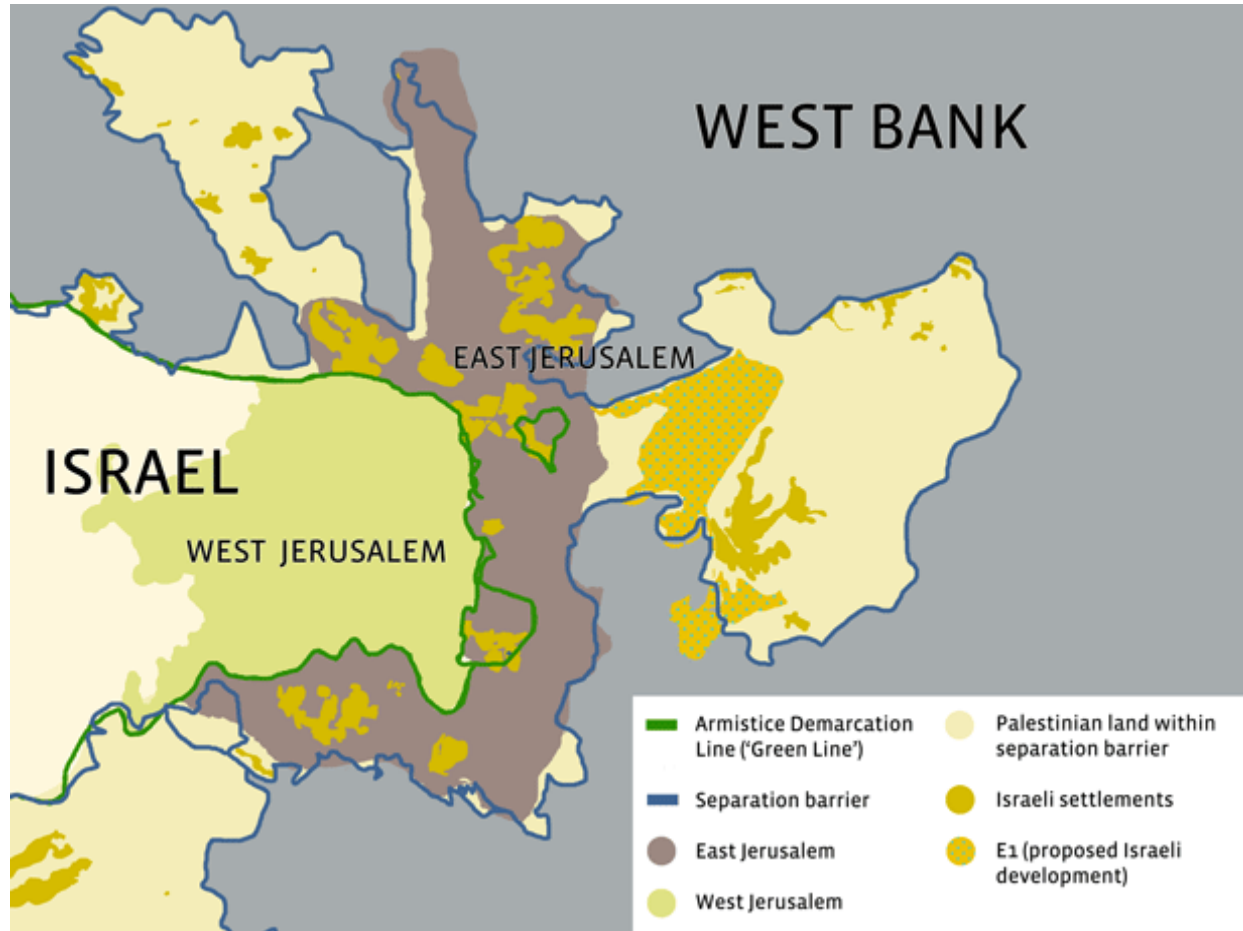 WEST BANK
EAST JERUSALEM
ISRAEL
WEST JERUSALEM
Armistice Demarcation
Line (‘Green Line’)
Separation barrier
East Jerusalem
West Jerusalem
Palestinian land within
separation barrier
Israeli settlements
E1 (proposed Israeli
development)